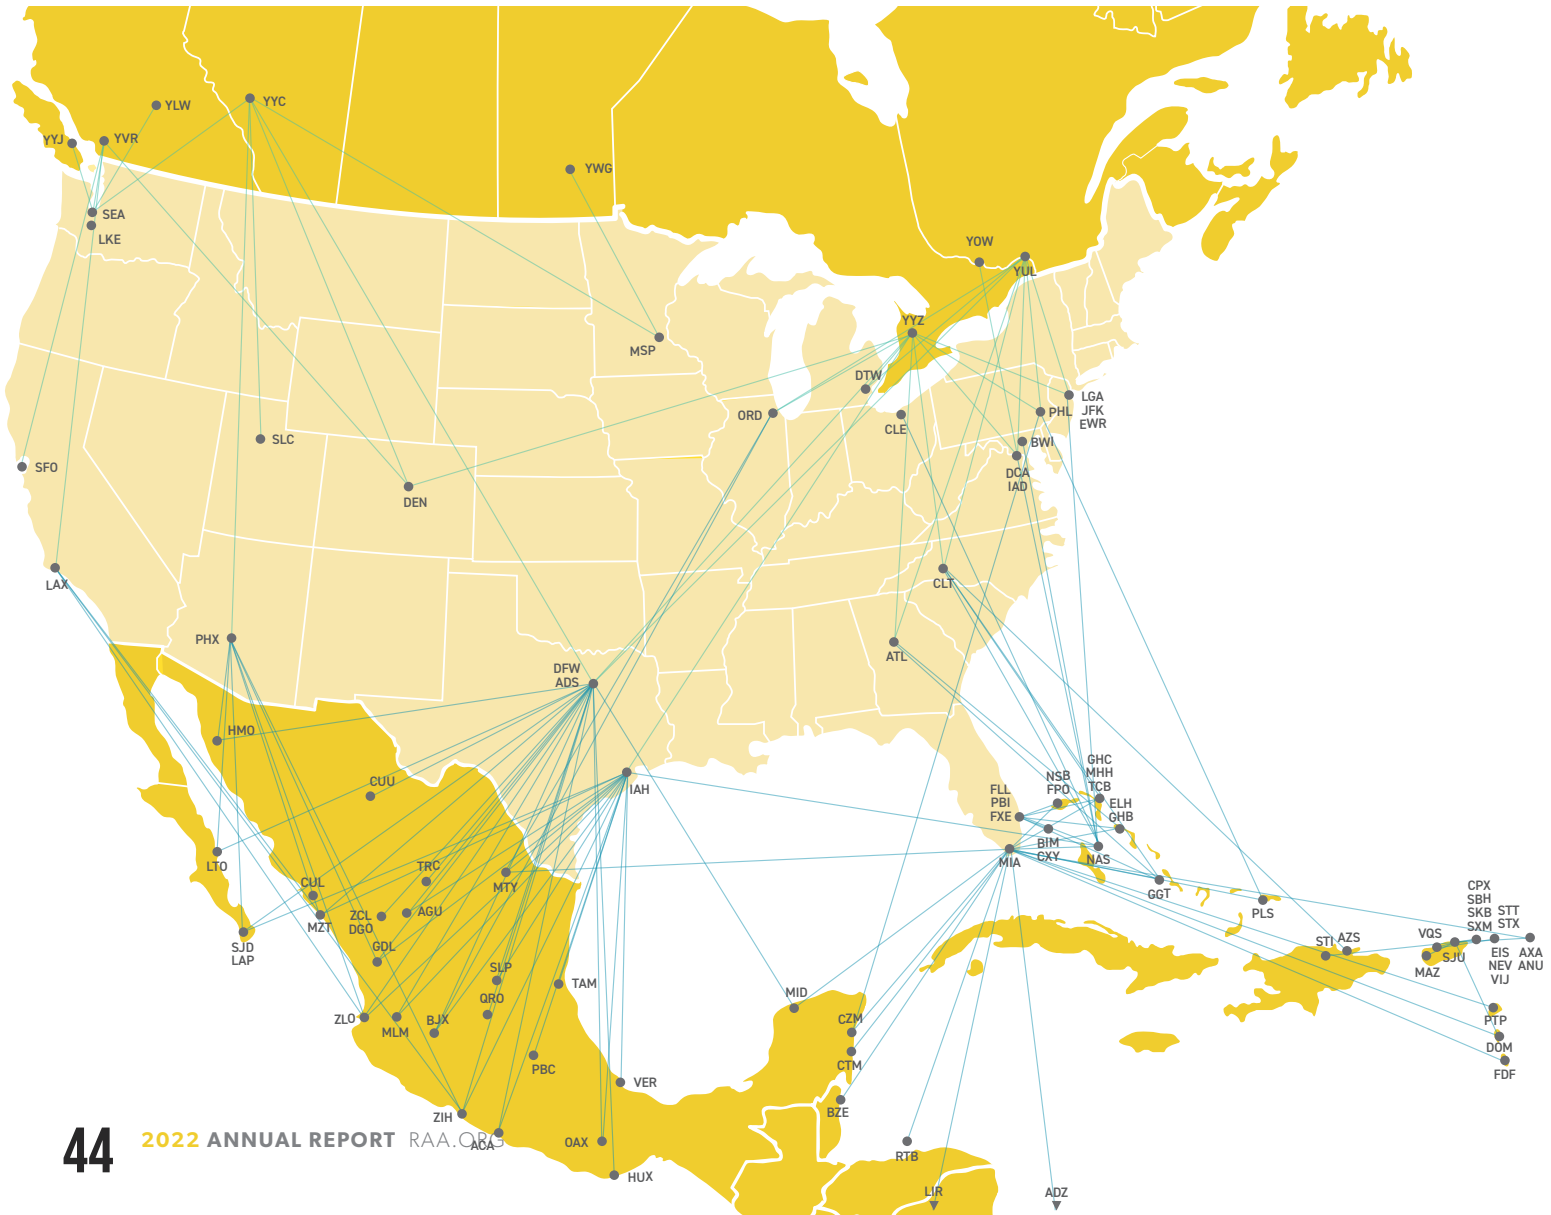 YLW
YYC
YYJ
YVR
YWG
SEA
LKE
YOW
YUL
YYZ
MSP
DTW
ORD
CLE
LGA
JFK
EWR
PHL
BWI
DCA
IAD
SLC
SFO
DEN
LAX
CLT
PHX
ATL
DFW
ADS
HMO
CUU
IAH
GHC
MHH
TCB
NSB
FPO
FLL
PBI
FXE
ELH
GHB
BIM
CXY
NAS
MIA
LTO
TRC
MTY
CUL
GGT
PLS
ZCL
DGO
AGU
MZT
SJD
LAP
GDL
CPX
SBH
SKB
SXM
STT
STX
VQS
STI
AZS
MAZ
SJU
EIS
NEV
VIJ
AXA
ANU
SLP
QRO
TAM
MID
ZLO
MLM
BJX
CZM
PTP
DOM
CTM
PBC
FDF
VER
BZE
ZIH
ACA
OAX
RTB
HUX
LIR
ADZ
44 2022 ANNUAL REPORT RAA.ORG